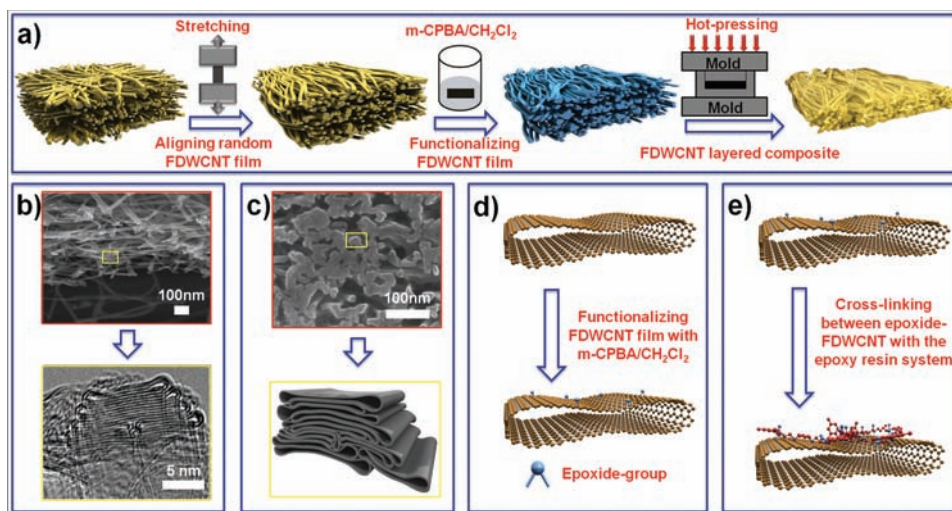 a)
Stretching
Aligning random
FDWCNT film
m-CPBA/CH₂Cl₂
Functionalizing
FDWCNT film
Hot-pressing
Mold
Mold
FDWCNT layered composite
b)
100nm
5 nm
c)
100nm
d)
Functionalizing
FDWCNT film with
m-CPBA/CH₂Cl₂
Epoxide-group
e)
Cross-linking
between epoxide-
FDWCNT with the
epoxy resin system